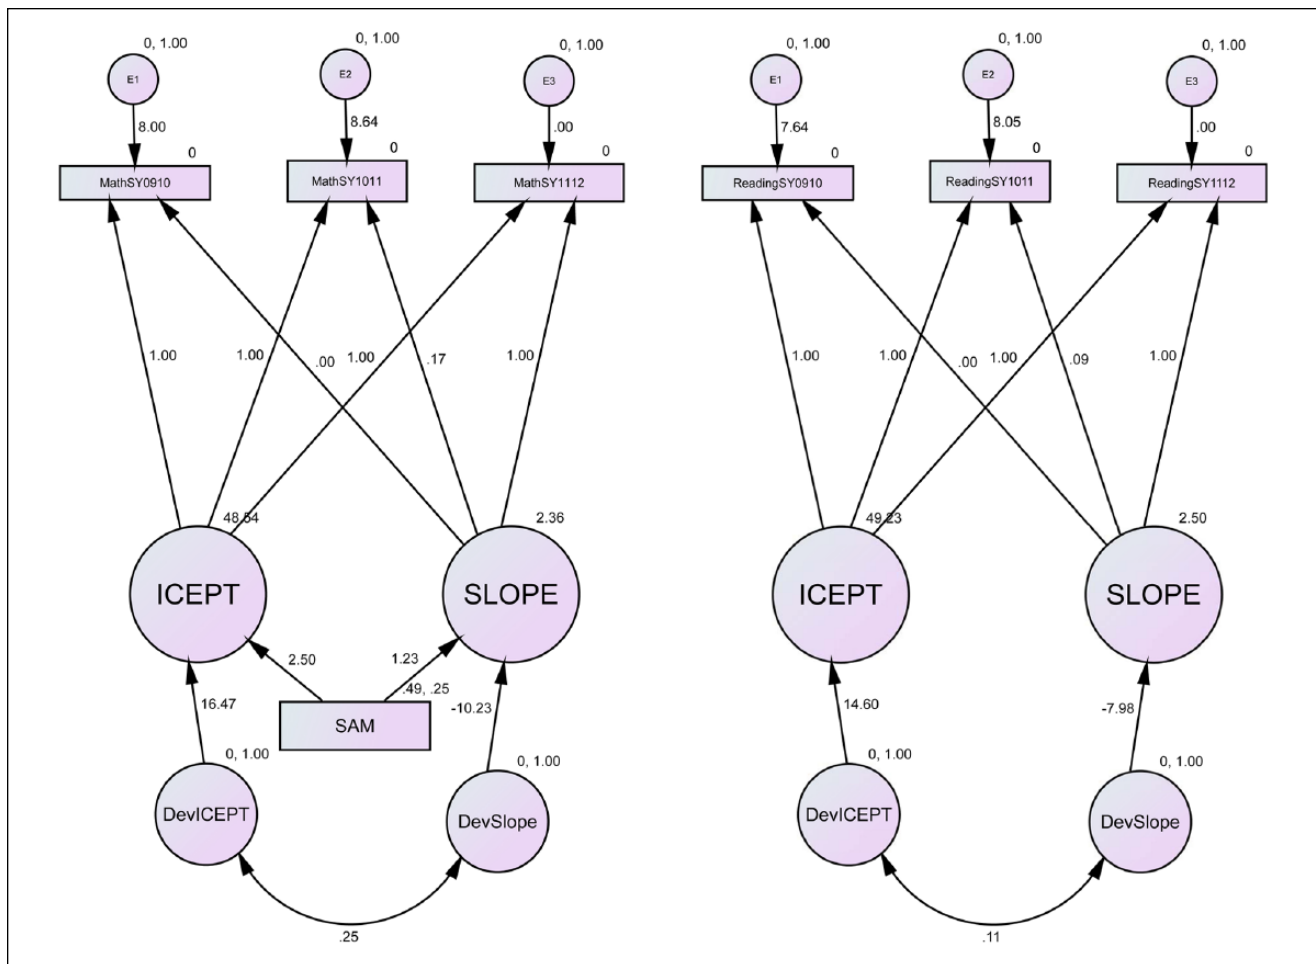 0, 1.00
0, 1.00
0, 1.00
0, 1.00
0, 1.00
0, 1.00
E1
E2
E3
E1
E2
E3
8.00
8.64
.00
7.64
8.05
.00
0
0
0
0
0
0
MathSY0910
MathSY1011
MathSY1112
ReadingSY0910
ReadingSY1011
ReadingSY1112
1.00
1.00
.00
1.00
.17
1.00
1.00
1.00
.00
1.00
.09
1.00
48.54
2.36
49.23
2.50
ICEPT
SLOPE
ICEPT
SLOPE
2.50
1.23
.49, .25
16.47
-10.23
14.60
-7.98
SAM
0, 1.00
0, 1.00
0, 1.00
0, 1.00
DevICEPT
DevSlope
DevICEPT
DevSlope
.25
.11